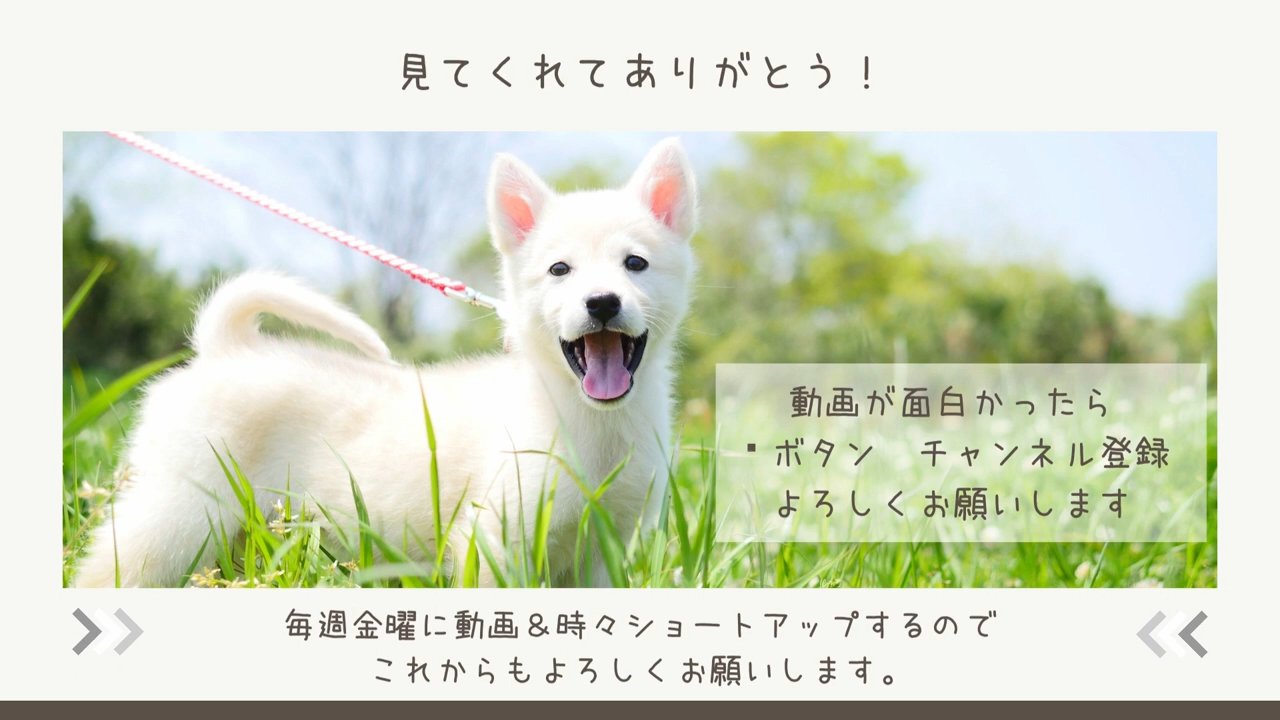 見てくれてありがとう！
動画が面白かったら
▪ボタン　チャンネル登録
よろしくお願いします
毎週金曜に動画＆時々ショートアップするので
これからもよろしくお願いします。